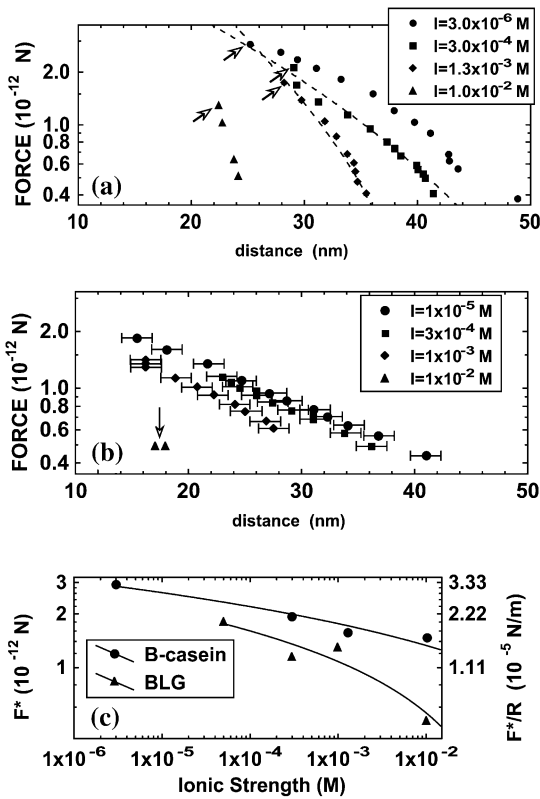 I=3.0x10⁻⁶ M
I=3.0x10⁻⁴ M
I=1.3x10⁻³ M
I=1.0x10⁻² M
FORCE (10⁻¹² N)
2.0
1.0
0.8
0.6
0.4
(a)
10 20 30 40 50
distance (nm)
I=1x10⁻⁵ M
I=3x10⁻⁴ M
I=1x10⁻³ M
I=1x10⁻² M
FORCE (10⁻¹² N)
2.0
1.0
0.8
0.6
0.4
(b)
10 20 30 40 50
distance (nm)
F* (10⁻¹² N)
3
2
1
B-casein
BLG
(c)
3.33
2.22
1.11
F*/R (10⁻⁵ N/m)
1x10⁻⁶ 1x10⁻⁵ 1x10⁻⁴ 1x10⁻³ 1x10⁻²
Ionic Strength (M)